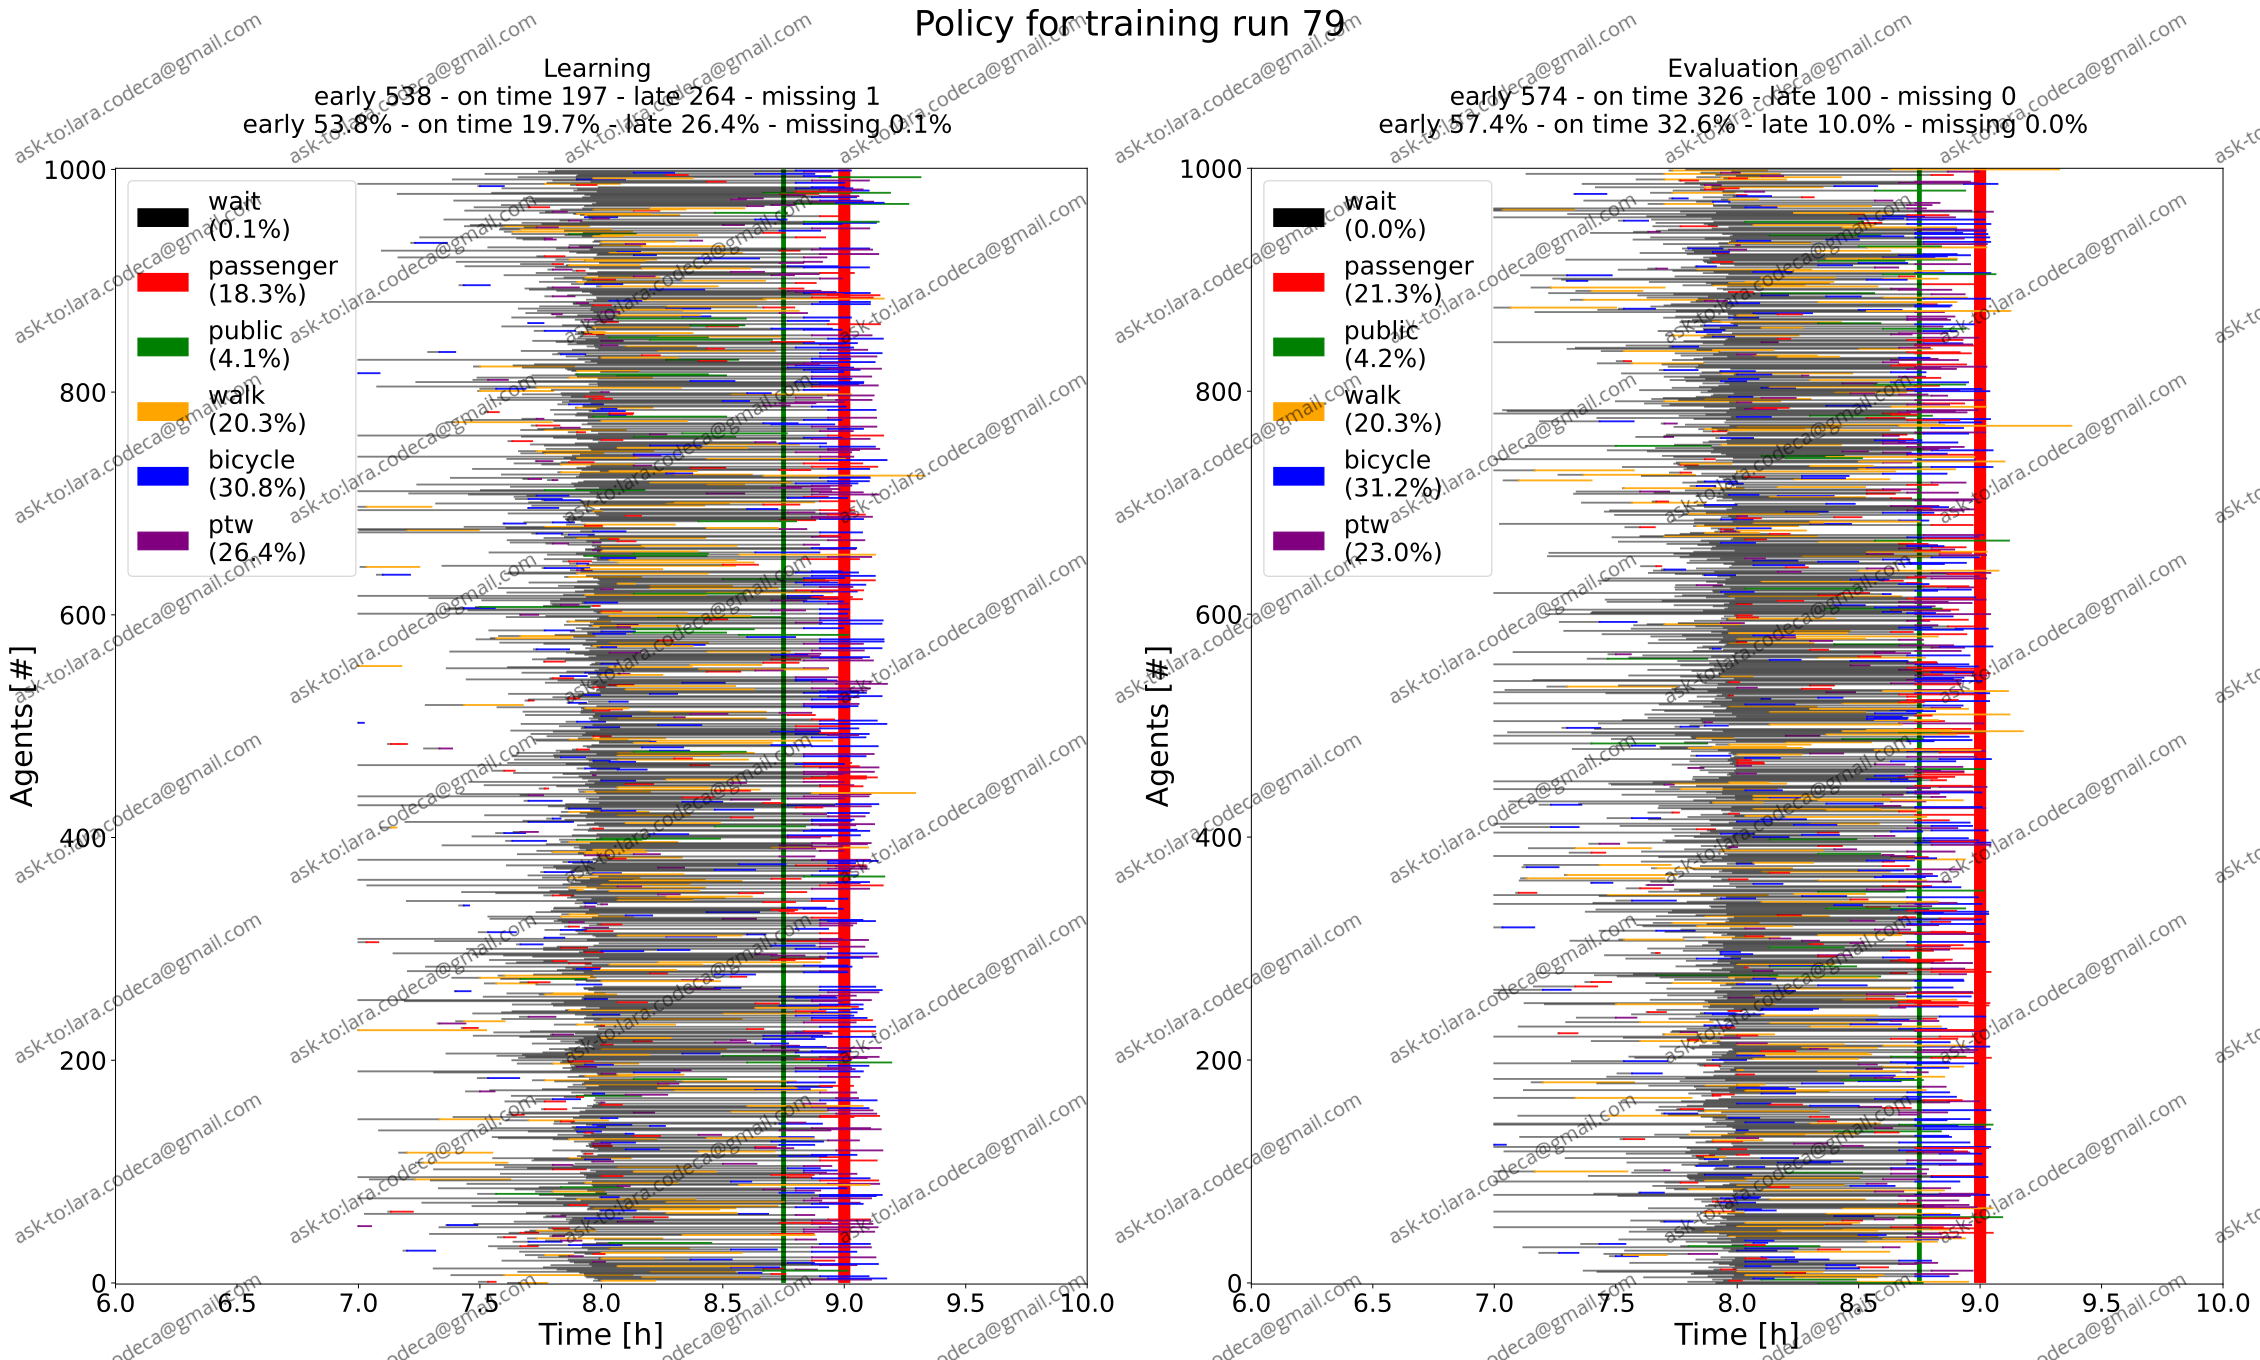 Policy for training run 79
Learning
early 538 - on time 197 - late 264 - missing 1
early 53.8% - on time 19.7% - late 26.4% - missing 0.1%
1000
800
600
400
200
0
Agents [#]
wait
(0.1%)
passenger
(18.3%)
public
(4.1%)
walk
(20.3%)
bicycle
(30.8%)
ptw
(26.4%)
6.0 6.5 7.0 7.5 8.0 8.5 9.0 9.5 10.0
Time [h]
Evaluation
early 574 - on time 326 - late 100 - missing 0
early 57.4% - on time 32.6% - late 10.0% - missing 0.0%
1000
800
600
400
200
0
Agents [#]
wait
(0.0%)
passenger
(21.3%)
public
(4.2%)
walk
(20.3%)
bicycle
(31.2%)
ptw
(23.0%)
6.0 6.5 7.0 7.5 8.0 8.5 9.0 9.5 10.0
Time [h]
ask-to:lara.codeca@gmail.com